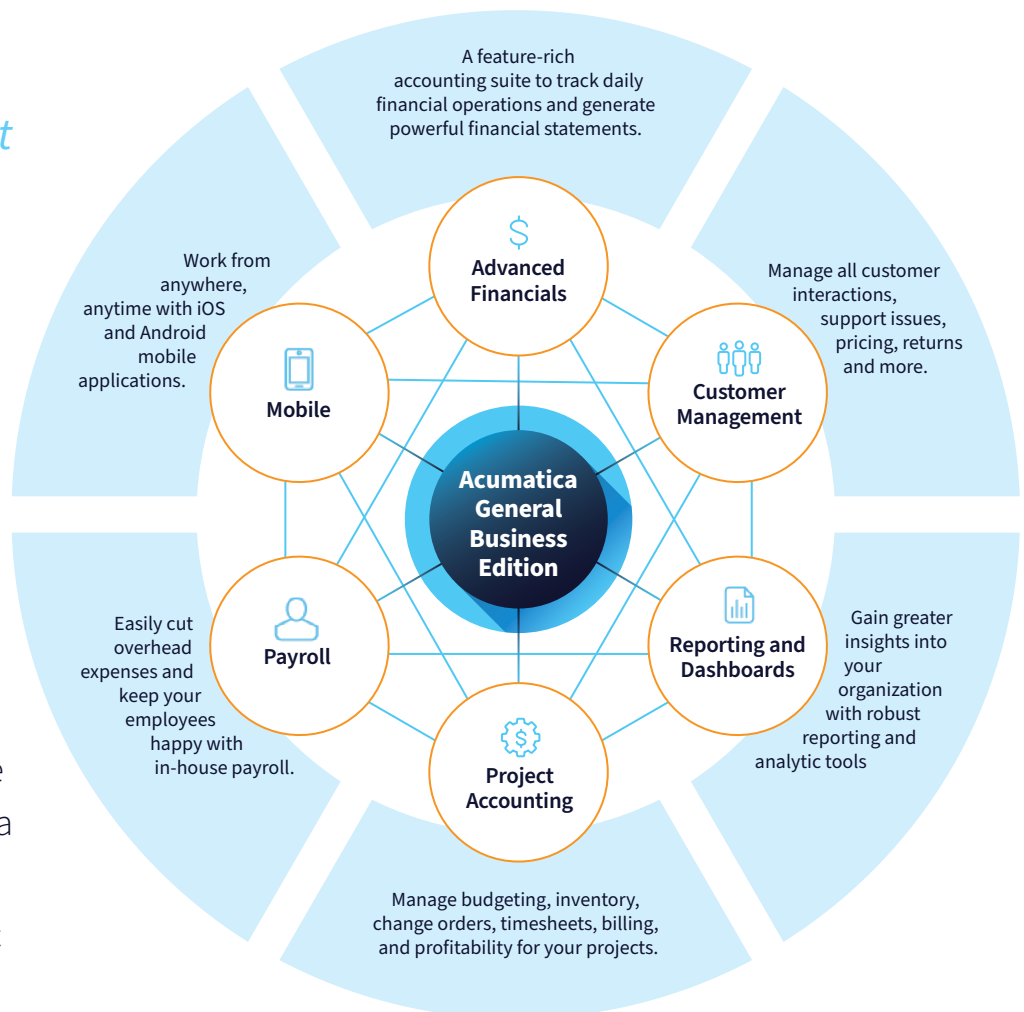 A feature-rich
accounting suite to track daily
financial operations and generate
powerful financial statements.
Advanced
Financials
Manage all customer
interactions,
support issues,
pricing, returns
and more.
Customer
Management
Work from
anywhere,
anytime with iOS
and Android
mobile
applications.
Mobile
Acumatica
General
Business
Edition
Easily cut
overhead
expenses and
keep your
employees
happy with
in-house payroll.
Payroll
Reporting and
Dashboards
Gain greater
insights into
your
organization
with robust
reporting and
analytic tools
Project
Accounting
Manage budgeting, inventory,
change orders, timesheets, billing,
and profitability for your projects.
t
e
a